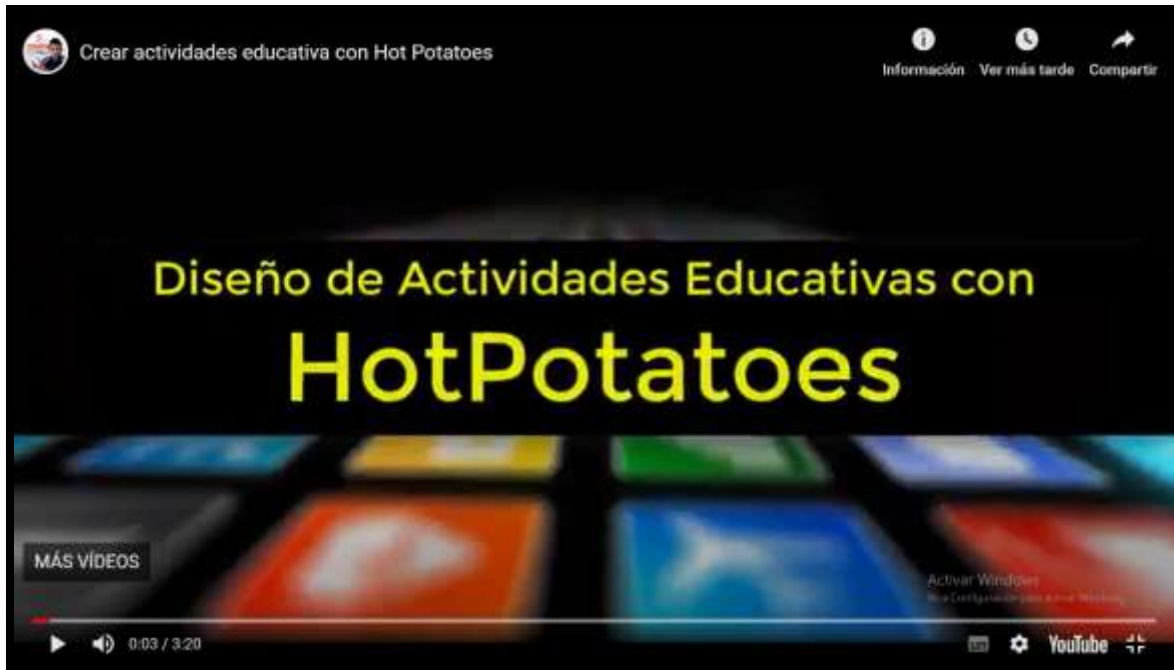 Crear actividades educativa con Hot Potatoes
Información Ver más tarde Compartir
Diseño de Actividades Educativas con
HotPotatoes
MÁS VÍDEOS
Activar Windows
0:03 / 3:20
YouTube